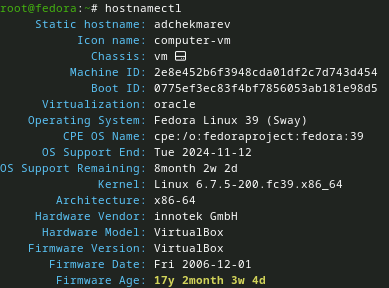 root@fedora:~# hostnamectl
Static hostname: adchekmarev
Icon name: computer-vm
Chassis: vm 🖴
Machine ID: 2e8e452b6f3948cda01df2c7d743d454
Boot ID: 0775ef3ec83f4bf7856053ab181e98d5
Virtualization: oracle
Operating System: Fedora Linux 39 (Sway)
CPE OS Name: cpe:/o:fedoraproject:fedora:39
OS Support End: Tue 2024-11-12
OS Support Remaining: 8month 2w 2d
Kernel: Linux 6.7.5-200.fc39.x86_64
Architecture: x86-64
Hardware Vendor: innotek GmbH
Hardware Model: VirtualBox
Firmware Version: VirtualBox
Firmware Date: Fri 2006-12-01
Firmware Age: 17y 2month 3w 4d